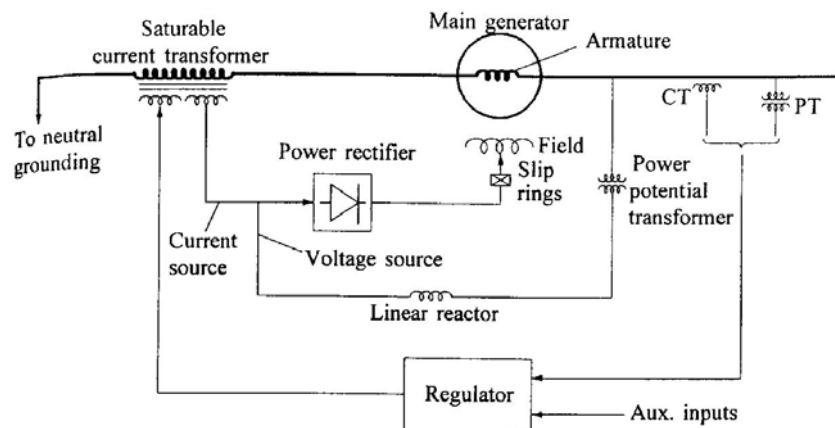 Saturable
current transformer
Main generator
Armature
CT
PT
To neutral
grounding
Power rectifier
Field
Slip
rings
Power
potential
transformer
Current
source
Voltage source
Linear reactor
Regulator
Aux. inputs